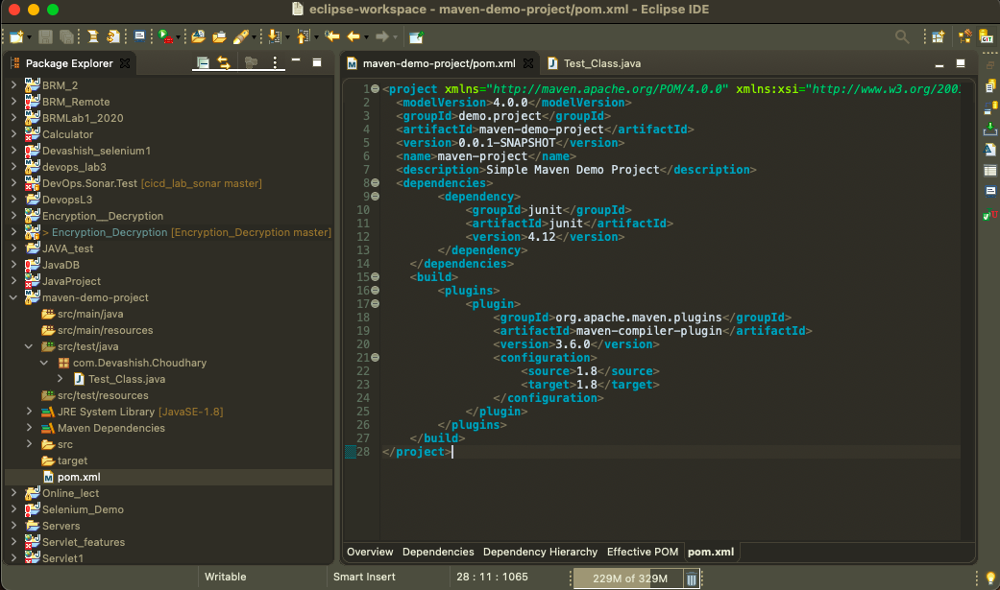 eclipse-workspace - maven-demo-project/pom.xml - Eclipse IDE
Package Explorer
BRM_2
BRM_Remote
BRMLab1_2020
Calculator
Devashish_selenium1
devops_lab3
DevOps.Sonar.Test [cicd_lab_sonar master]
DevopsL3
Encryption__Decryption
> Encryption_Decryption [Encryption_Decryption master]
JAVA_test
JavaDB
JavaProject
maven-demo-project
src/main/java
src/main/resources
src/test/java
com.Devashish.Choudhary
Test_Class.java
src/test/resources
JRE System Library [JavaSE-1.8]
Maven Dependencies
src
target
pom.xml
Online_lect
Selenium_Demo
Servers
Servlet_features
Servlet1
maven-demo-project/pom.xml
Test_Class.java
1 <project xmlns="http://maven.apache.org/POM/4.0.0" xmlns:xsi="http://www.w3.org/2001
2 <modelVersion>4.0.0</modelVersion>
3 <groupId>demo.project</groupId>
4 <artifactId>maven-demo-project</artifactId>
5 <version>0.0.1-SNAPSHOT</version>
6 <name>maven-project</name>
7 <description>Simple Maven Demo Project</description>
8 <dependencies>
9 <dependency>
10 <groupId>junit</groupId>
11 <artifactId>junit</artifactId>
12 <version>4.12</version>
13 </dependency>
14 </dependencies>
15 <build>
16 <plugins>
17 <plugin>
18 <groupId>org.apache.maven.plugins</groupId>
19 <artifactId>maven-compiler-plugin</artifactId>
20 <version>3.6.0</version>
21 <configuration>
22 <source>1.8</source>
23 <target>1.8</target>
24 </configuration>
25 </plugin>
26 </plugins>
27 </build>
28 </project>
Overview Dependencies Dependency Hierarchy Effective POM pom.xml
Writable Smart Insert 28 : 11 : 1065 229M of 329M